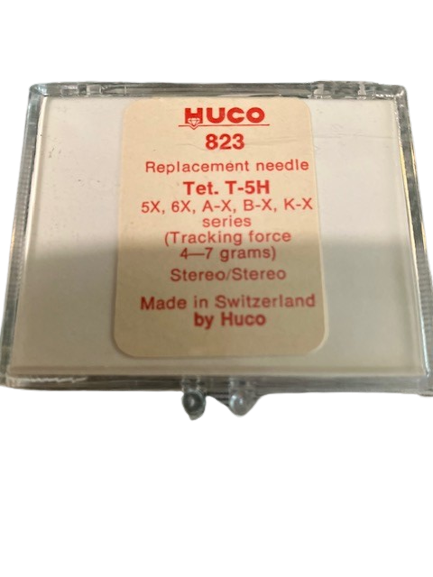 HUCO
823
Replacement needle
Tet. T-5H
5X, 6X, A-X, B-X, K-X
series
(Tracking force
4—7 grams)
Stereo/Stereo
Made in Switzerland
by Huco